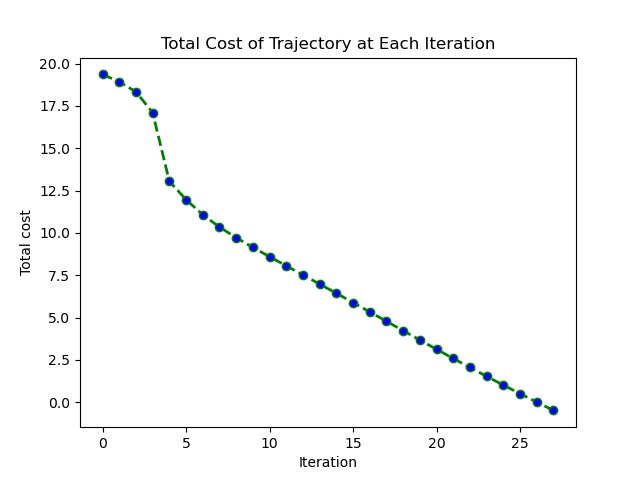 Total Cost of Trajectory at Each Iteration
20.0
17.5
15.0
12.5
10.0
7.5
5.0
2.5
0.0
Total cost
0 5 10 15 20 25
Iteration